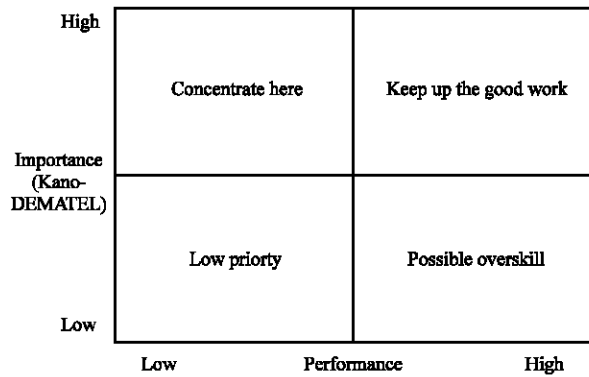 High
Concentrate here
Keep up the good work
Importance
(Kano-
DEMATEL)
Low priorty
Possible overskill
Low
Low
Performance
High